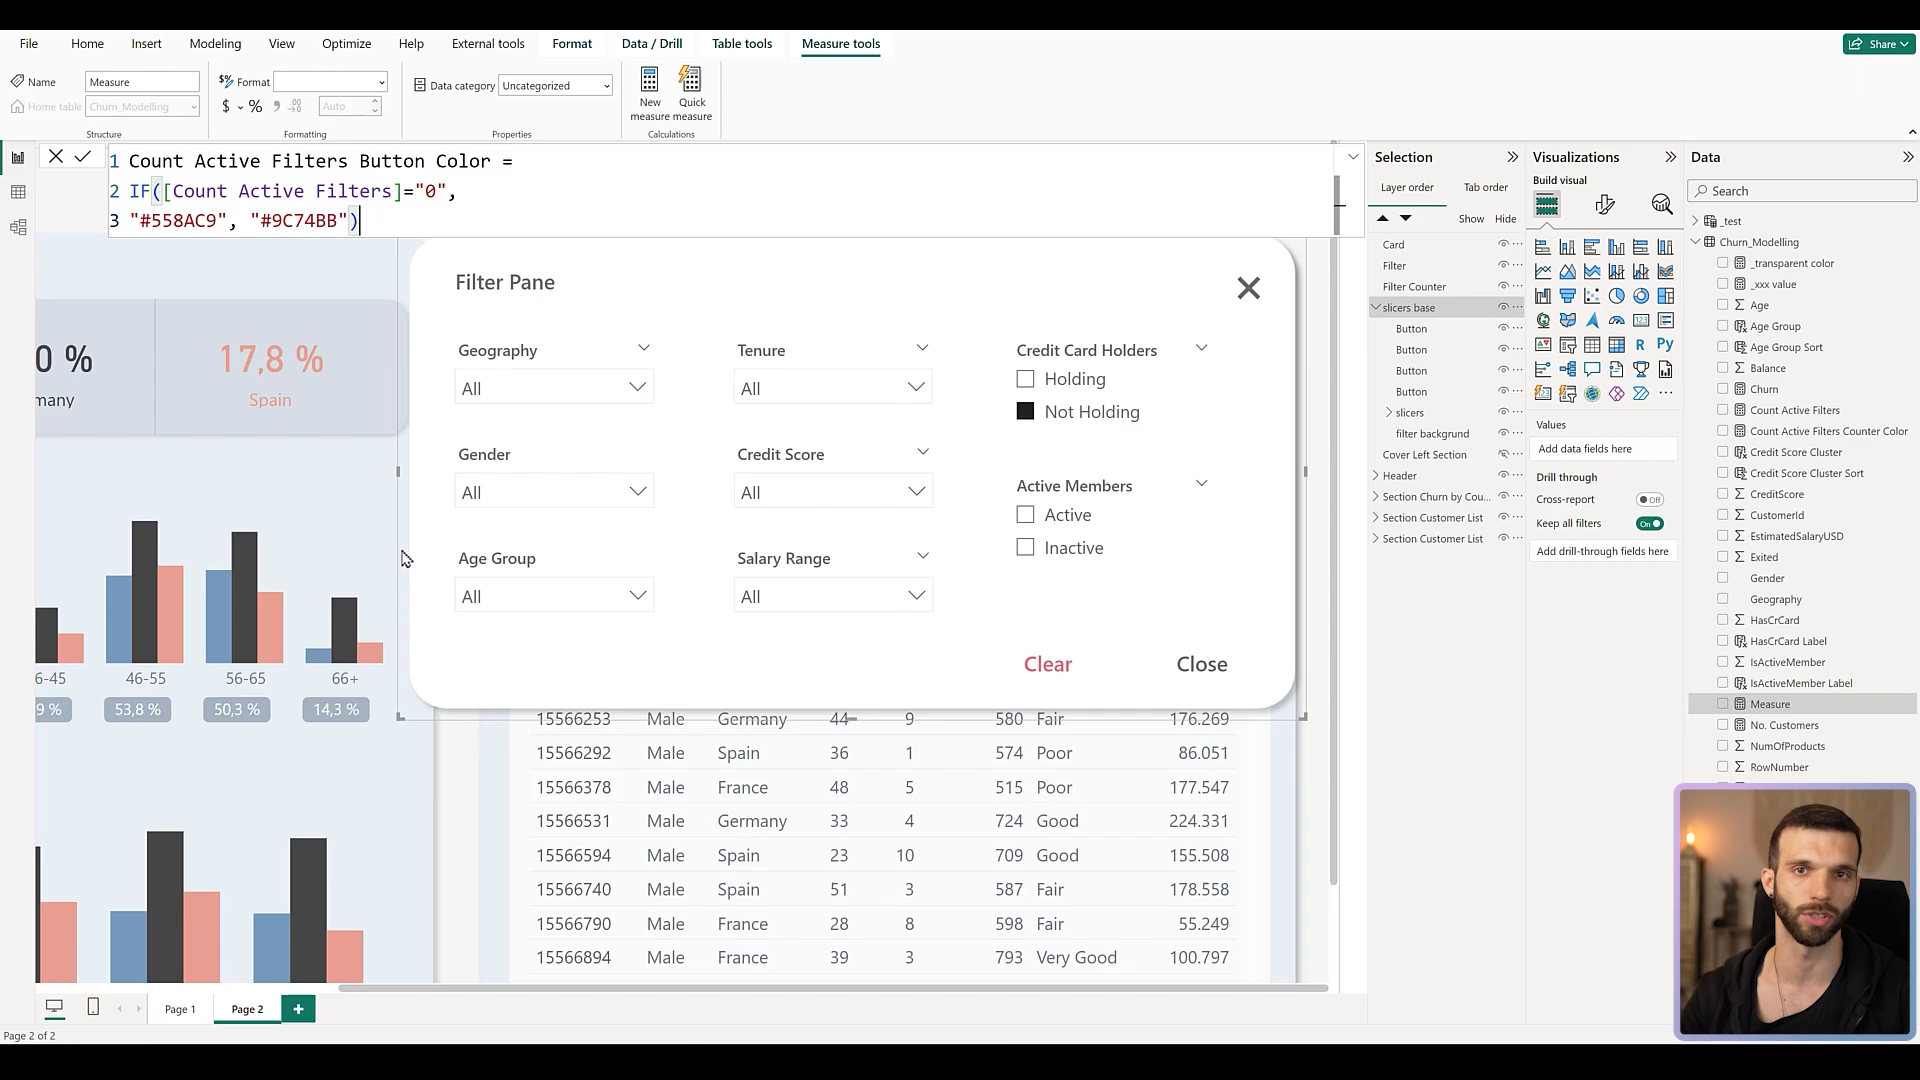 File Home Insert Modeling View Optimize Help External tools Format Data / Drill Table tools Measure tools Share
Name Measure
Home table Churn_Modelling
Structure
Format
$ % Auto
Formatting
Data category Uncategorized
Properties
New measure
Quick measure
Calculations
1 Count Active Filters Button Color =
2 IF([Count Active Filters]="0",
3 "#558AC9", "#9C74BB")
0 %
many
17,8 %
Spain
6-45 46-55 56-65 66+
9 % 53,8 % 50,3 % 14,3 %
Filter Pane
Geography
All
Gender
All
Age Group
All
Tenure
All
Credit Score
All
Salary Range
All
Credit Card Holders
Holding
Not Holding
Active Members
Active
Inactive
Clear Close
15566253 Male Germany 44 9 580 Fair 176.269
15566292 Male Spain 36 1 574 Poor 86.051
15566378 Male France 48 5 515 Poor 177.547
15566531 Male Germany 33 4 724 Good 224.331
15566594 Male Spain 23 10 709 Good 155.508
15566740 Male Spain 51 3 587 Fair 178.558
15566790 Male France 28 8 598 Fair 55.249
15566894 Male France 39 3 793 Very Good 100.797
Page 1 Page 2 +
Page 2 of 2
Selection
Layer order Tab order
Show Hide
Card
Filter
Filter Counter
slicers base
Button
Button
Button
Button
slicers
filter backgrund
Cover Left Section
Header
Section Churn by Cou...
Section Customer List
Section Customer List
Visualizations
Build visual
R Py
Values
Add data fields here
Drill through
Cross-report Off
Keep all filters On
Add drill-through fields here
Data
Search
_test
Churn_Modelling
_transparent color
_xxx value
Age
Age Group
Age Group Sort
Balance
Churn
Count Active Filters
Count Active Filters Counter Color
Credit Score Cluster
Credit Score Cluster Sort
CreditScore
CustomerId
EstimatedSalaryUSD
Exited
Gender
Geography
HasCrCard
HasCrCard Label
IsActiveMember
IsActiveMember Label
Measure
No. Customers
NumOfProducts
RowNumber